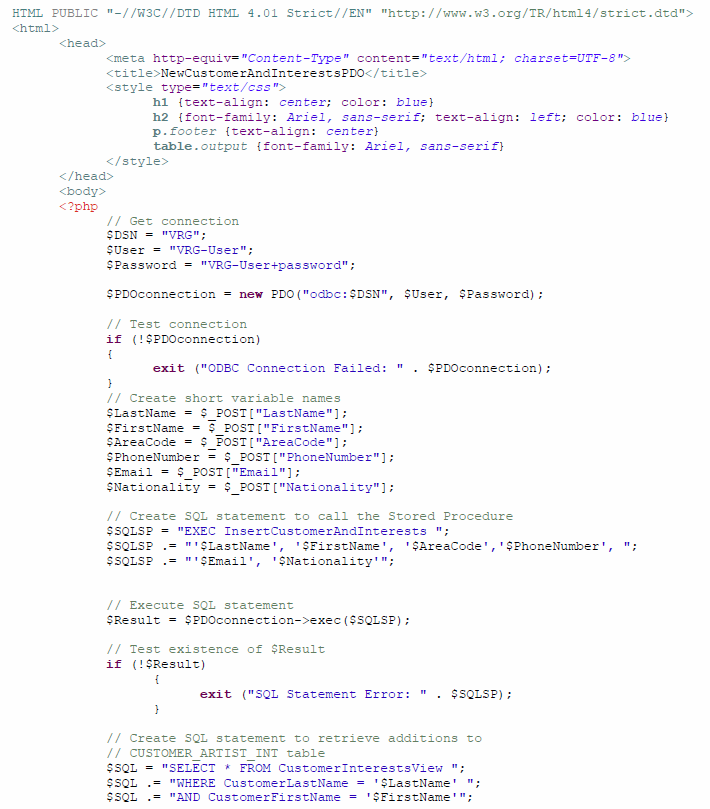 HTML PUBLIC "-//W3C//DTD HTML 4.01 Strict//EN" "http://www.w3.org/TR/html4/strict.dtd">
<html>
<head>
<meta http-equiv="Content-Type" content="text/html; charset=UTF-8">
<title>NewCustomerAndInterestsPDO</title>
<style type="text/css">
h1 {text-align: center; color: blue}
h2 {font-family: Ariel, sans-serif; text-align: left; color: blue}
p.footer {text-align: center}
table.output {font-family: Ariel, sans-serif}
</style>
</head>
<body>
<?php
// Get connection
$DSN = "VRG";
$User = "VRG-User";
$Password = "VRG-User+password";
$PDOconnection = new PDO("odbc:$DSN", $User, $Password);
// Test connection
if (!$PDOconnection)
{
exit ("ODBC Connection Failed: " . $PDOconnection);
}
// Create short variable names
$LastName = $_POST["LastName"];
$FirstName = $_POST["FirstName"];
$AreaCode = $_POST["AreaCode"];
$PhoneNumber = $_POST["PhoneNumber"];
$Email = $_POST["Email"];
$Nationality = $_POST["Nationality"];
// Create SQL statement to call the Stored Procedure
$SQLSP = "EXEC InsertCustomerAndInterests ";
$SQLSP .= "'$LastName', '$FirstName', '$AreaCode','$PhoneNumber', ";
$SQLSP .= "'$Email', '$Nationality'";
// Execute SQL statement
$Result = $PDOconnection->exec($SQLSP);
// Test existence of $Result
if (!$Result)
{
exit ("SQL Statement Error: " . $SQLSP);
}
// Create SQL statement to retrieve additions to
// CUSTOMER_ARTIST_INT table
$SQL = "SELECT * FROM CustomerInterestsView ";
$SQL .= "WHERE CustomerLastName = '$LastName' ";
$SQL .= "AND CustomerFirstName = '$FirstName'";